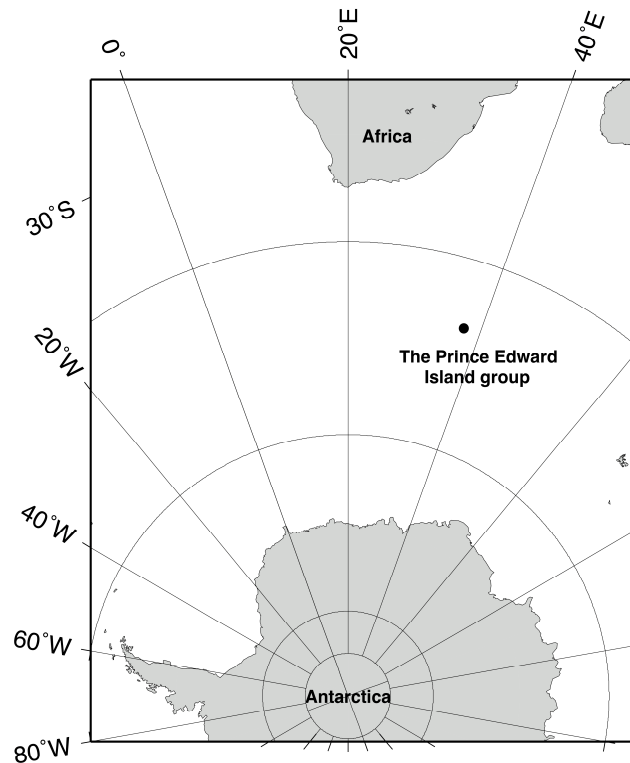 0°
20°E
40°E
Africa
30°S
20°W
The Prince Edward
Island group
40°W
60°W
Antarctica
80°W